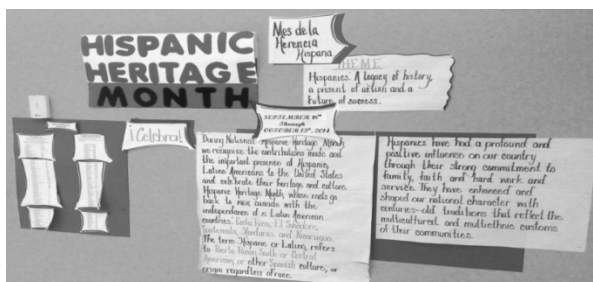 HISPANIC
HERITAGE
MONTH
Mes de la
Herencia
Hispana
THEME
Hispanics: A legacy of history,
a present of action and a
future of success.
SEPTEMBER 15th
Through
OCTOBER 15th, 2014
¡Celebra!
During National Hispanic Heritage Month,
we recognize the contributions made and
the important presence of Hispanic,
Latino Americans to the United States
and celebrate their heritage and culture.
Hispanic Heritage Month, whose roots go
back to 1968, coincide with the
independence of Latin American
countries: Costa Rica, El Salvador,
Guatemala, Honduras and Nicaragua.
The term Hispanic or Latino, refers
to Puerto Rican, South or Central
American, or other Spanish culture, or
origin regardless of race.
Hispanics have had a profound and
positive influence on our country
through their strong commitment to
family, faith and hard work and
service. They have enhanced and
shaped our national character with
centuries-old traditions that reflect the
multicultural and multiethnic customs
of their communities.